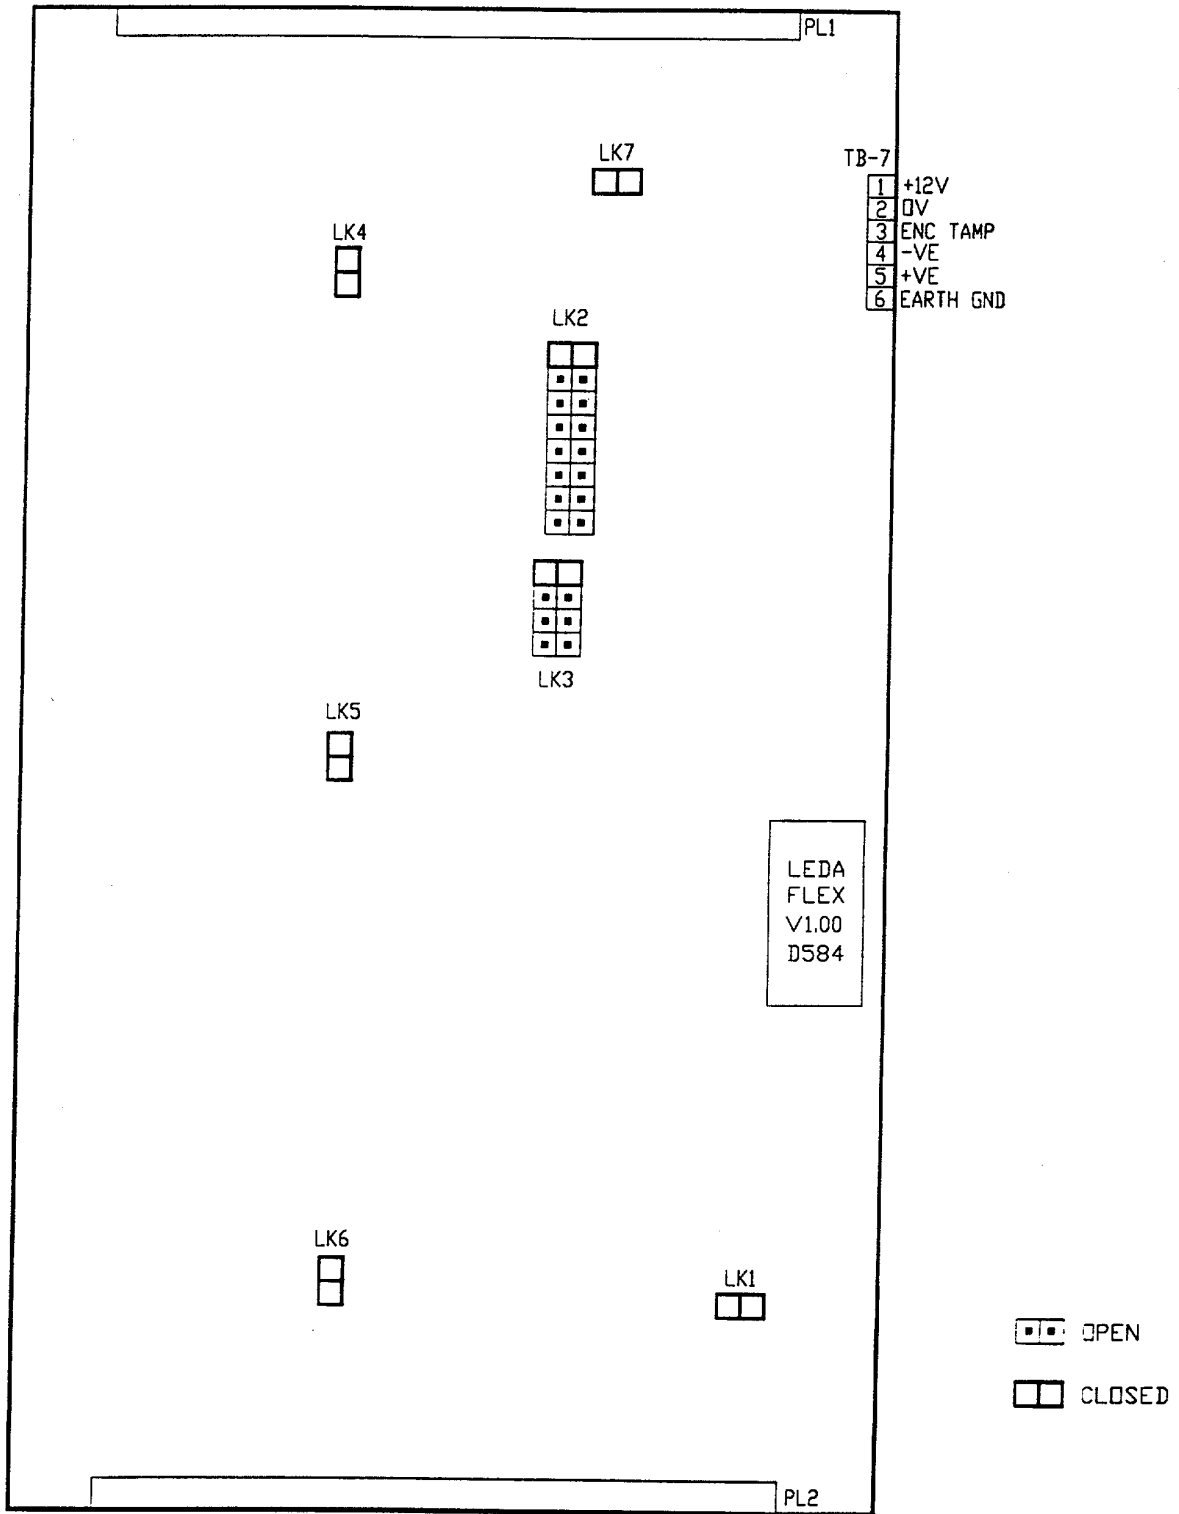 PL1
LK7
TB-7
1 +12V
2 0V
3 ENC TAMP
4 -VE
5 +VE
6 EARTH GND
LK4
LK2
LK3
LK5
LEDA
FLEX
V1.00
D584
LK6
LK1
OPEN
CLOSED
PL2